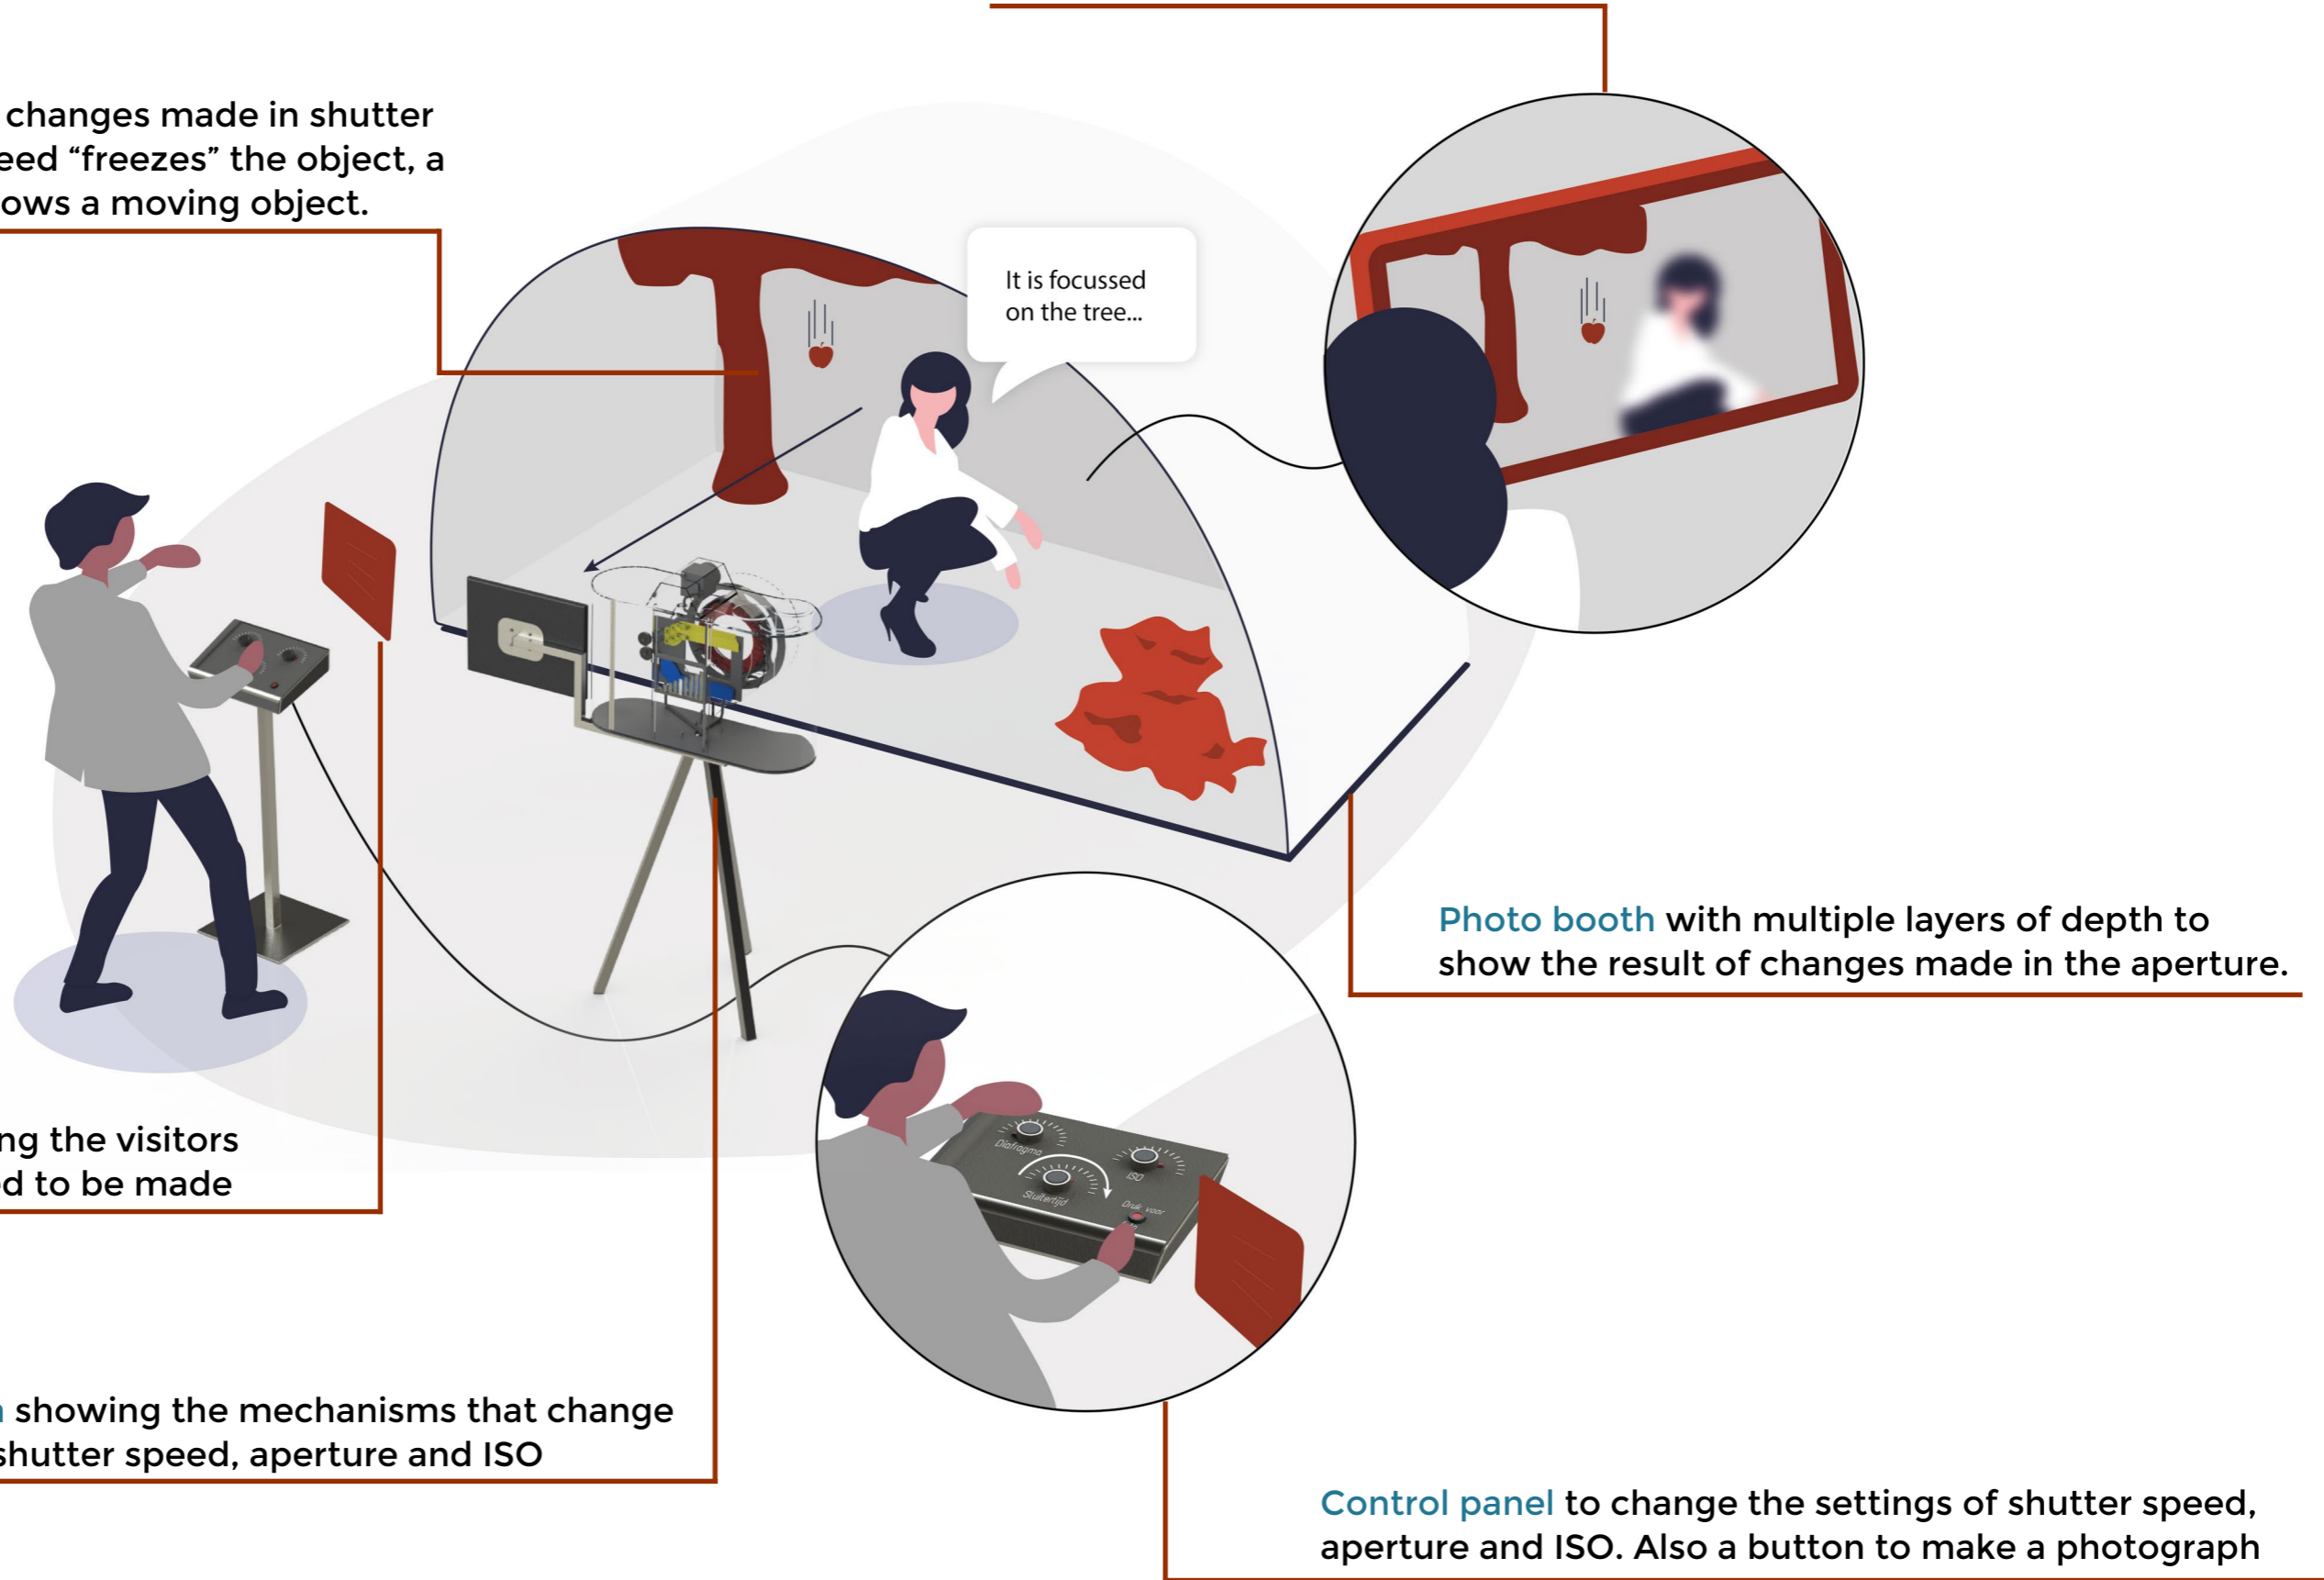 changes made in shutter
eed “freezes” the object, a
ows a moving object.
It is focussed
on the tree...
Photo booth with multiple layers of depth to
show the result of changes made in the aperture.
ng the visitors
d to be made
Diafragma
ISO
Sluitertijd
Druk voor
showing the mechanisms that change
shutter speed, aperture and ISO
Control panel to change the settings of shutter speed,
aperture and ISO. Also a button to make a photograph